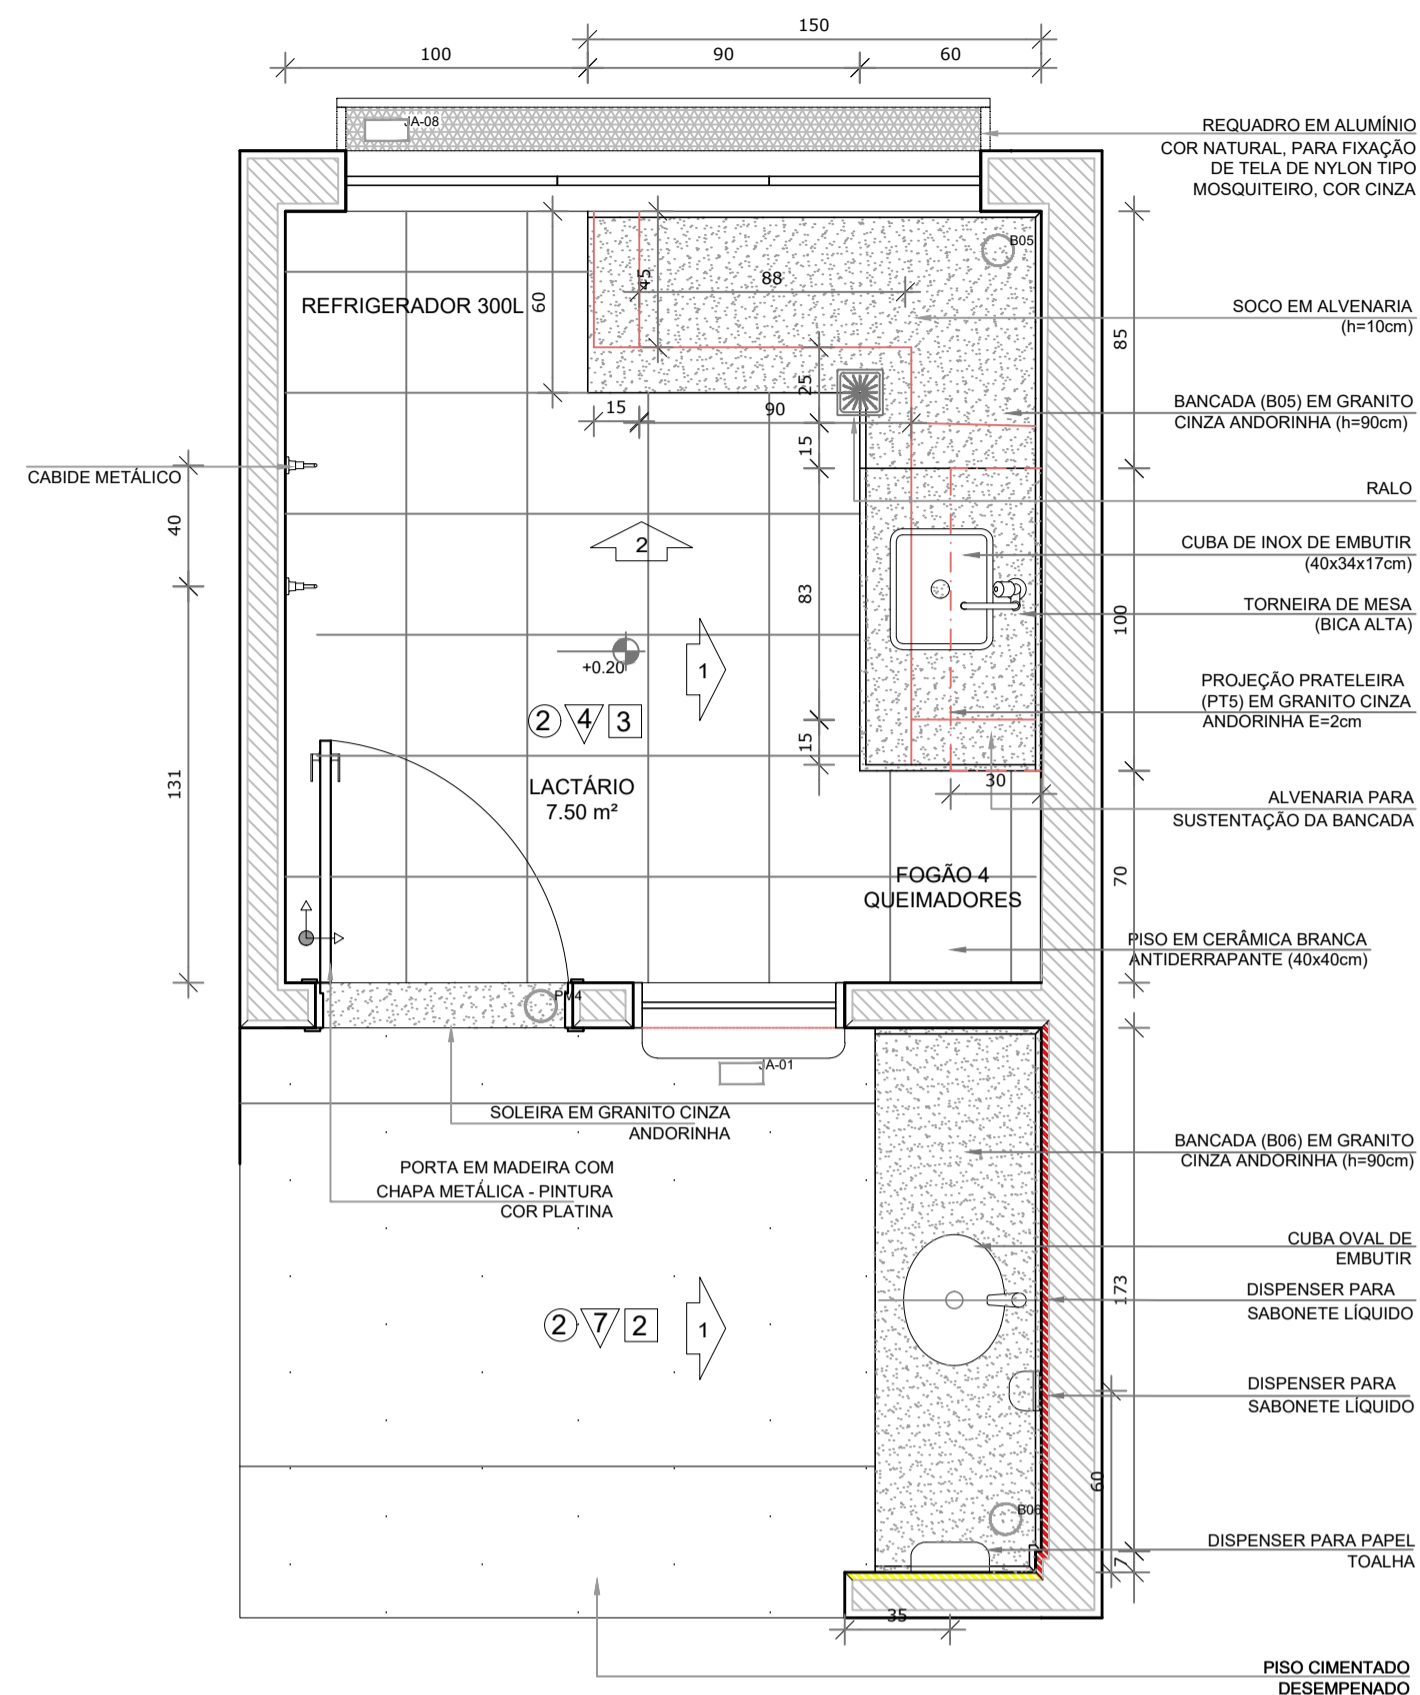 150
100
90
60
JA-08
REQUADRO EM ALUMÍNIO
COR NATURAL, PARA FIXAÇÃO
DE TELA DE NYLON TIPO
MOSQUITEIRO, COR CINZA
B05
45
88
60
REFRIGERADOR 300L
SOCO EM ALVENARIA
(h=10cm)
85
25
15
90
15
BANCADA (B05) EM GRANITO
CINZA ANDORINHA (h=90cm)
CABIDE METÁLICO
RALO
40
2
CUBA DE INOX DE EMBUTIR
(40x34x17cm)
83
TORNEIRA DE MESA
(BICA ALTA)
100
+0.20
1
PROJEÇÃO PRATELEIRA
(PT5) EM GRANITO CINZA
ANDORINHA E=2cm
2 4 3
15
131
LACTÁRIO
7.50 m²
30
ALVENARIA PARA
SUSTENTAÇÃO DA BANCADA
FOGÃO 4
QUEIMADORES
70
PISO EM CERÂMICA BRANCA
ANTIDERRAPANTE (40x40cm)
PM4
JA-01
SOLEIRA EM GRANITO CINZA
ANDORINHA
BANCADA (B06) EM GRANITO
CINZA ANDORINHA (h=90cm)
PORTA EM MADEIRA COM
CHAPA METÁLICA - PINTURA
COR PLATINA
CUBA OVAL DE
EMBUTIR
173
DISPENSER PARA
SABONETE LÍQUIDO
2 7 2
1
DISPENSER PARA
SABONETE LÍQUIDO
60
B06
DISPENSER PARA PAPEL
TOALHA
7
35
PISO CIMENTADO
DESEMPENADO